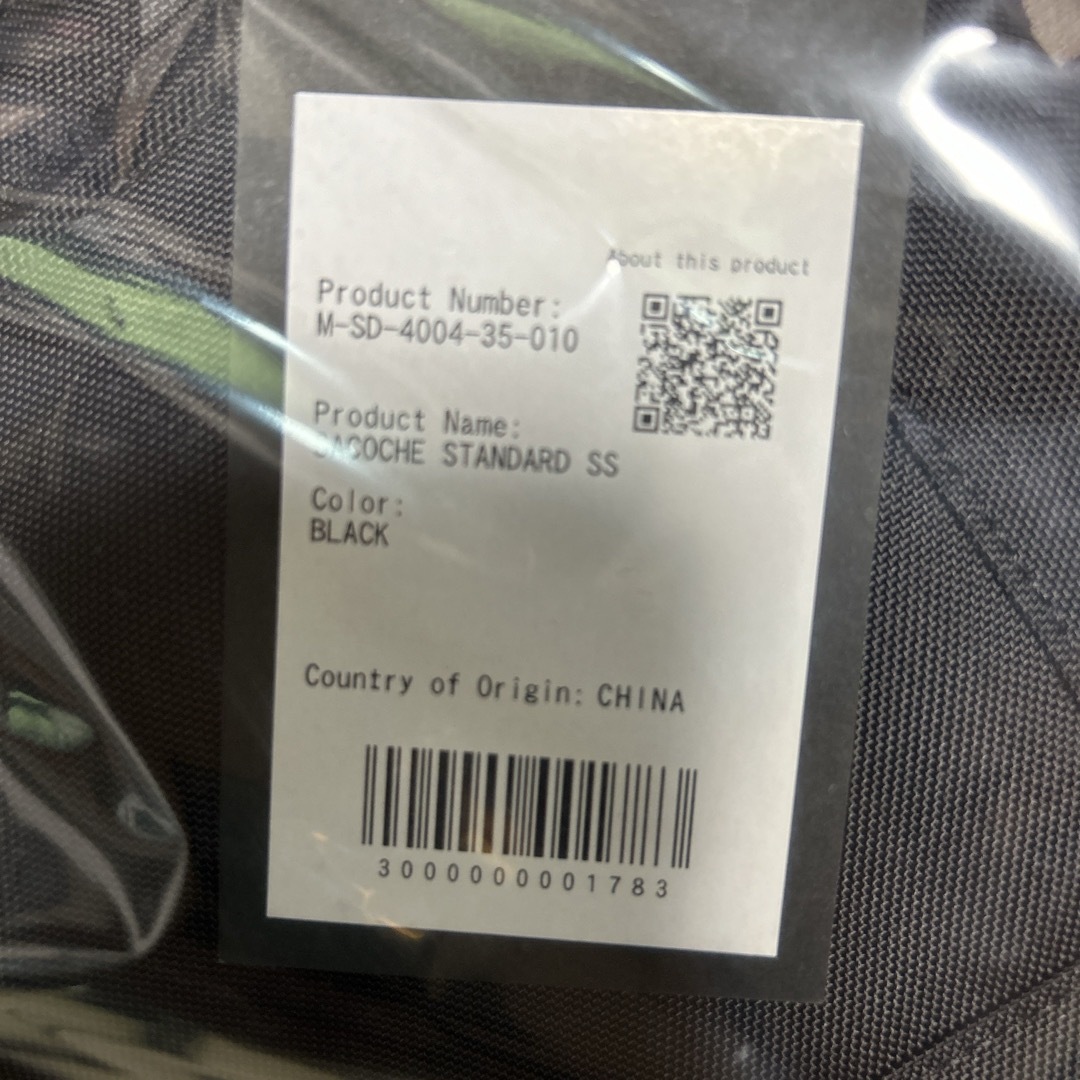 About this product
Product Number:
M-SD-4004-35-010
Product Name:
SACOCHE STANDARD SS
Color:
BLACK
Country of Origin: CHINA
3000000001783